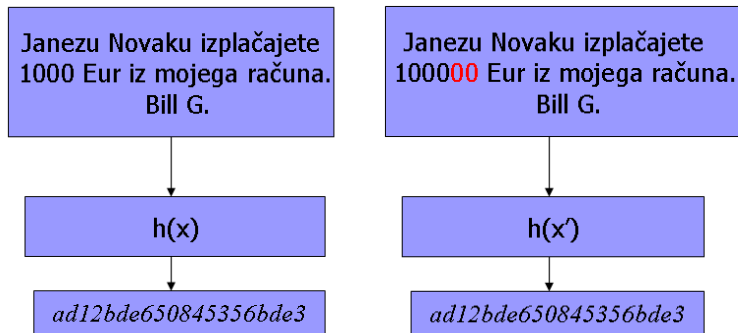 Janezu Novaku izplačajete
1000 Eur iz mojega računa.
Bill G.
h(x)
ad12bde650845356bde3
Janezu Novaku izplačajete
100000 Eur iz mojega računa.
Bill G.
h(x′)
ad12bde650845356bde3